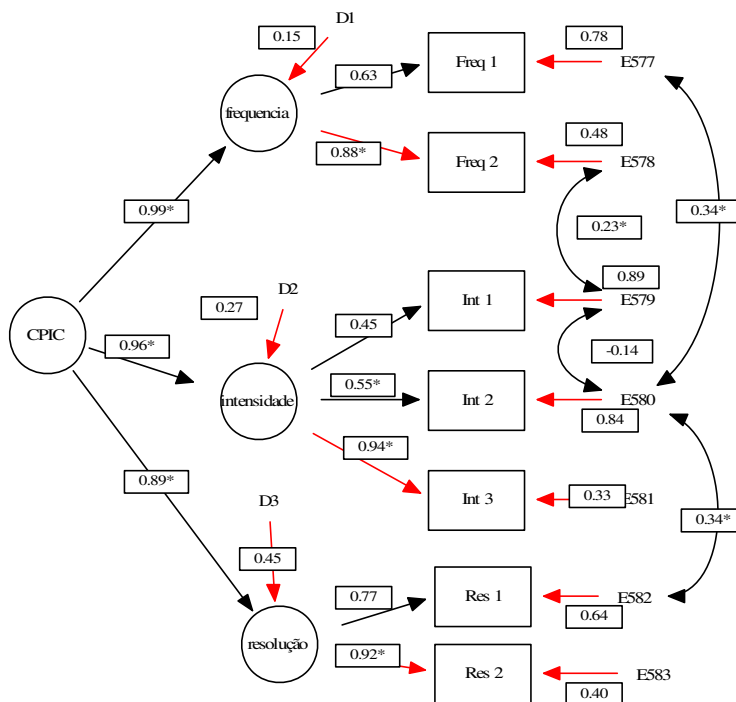 D1
0.15
0.78
Freq 1
E577
0.63
frequencia
0.48
0.88*
Freq 2
E578
0.99*
0.34*
0.23*
0.89
D2
0.27
Int 1
E579
0.45
CPIC
0.96*
-0.14
0.55*
intensidade
Int 2
E580
0.84
0.94*
0.89*
D3
Int 3
0.33
E581
0.34*
0.45
0.77
Res 1
E582
0.64
resolução
0.92*
Res 2
E583
0.40